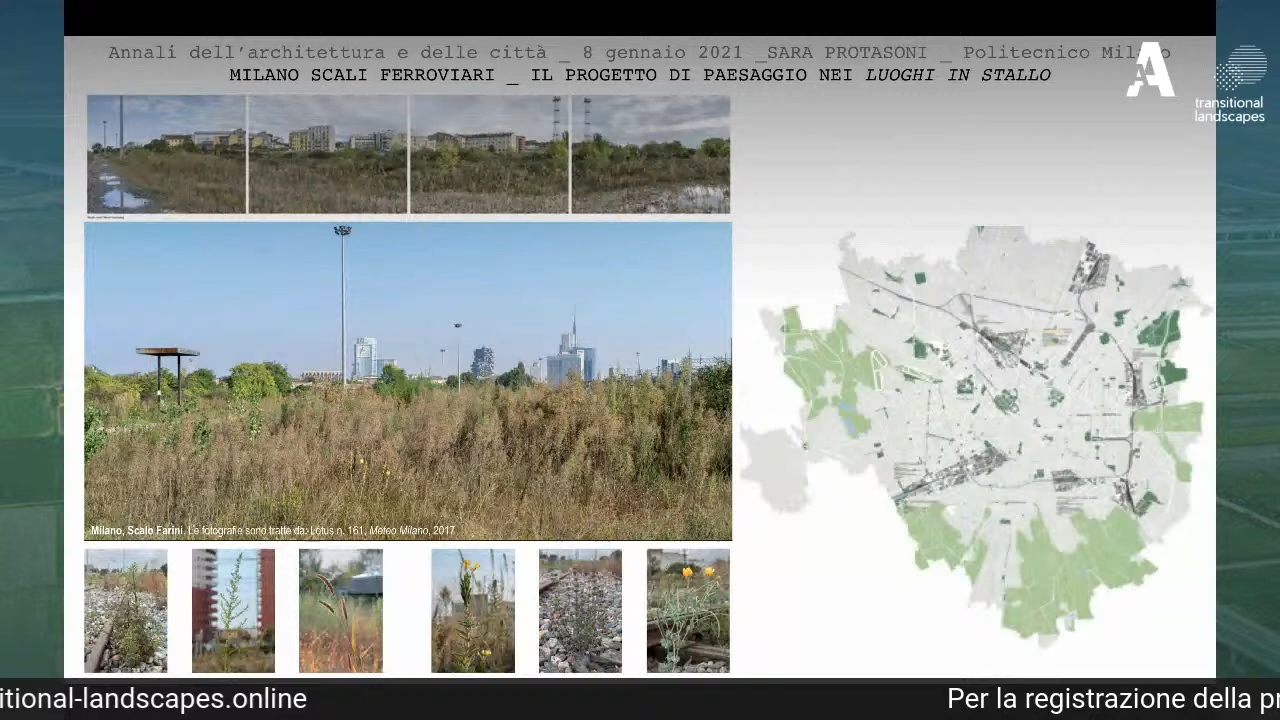 Annali dell'architettura e delle città _ 8 gennaio 2021 _SARA PROTASONI _ Politecnico Milano
MILANO SCALI FERROVIARI _ IL PROGETTO DI PAESAGGIO NEI LUOGHI IN STALLO
transitional
landscapes
Milano, Scalo Farini. Le fotografie sono tratte da: Lotus n. 161, Meteo Milano, 2017
itional-landscapes.online
Per la registrazione della pr